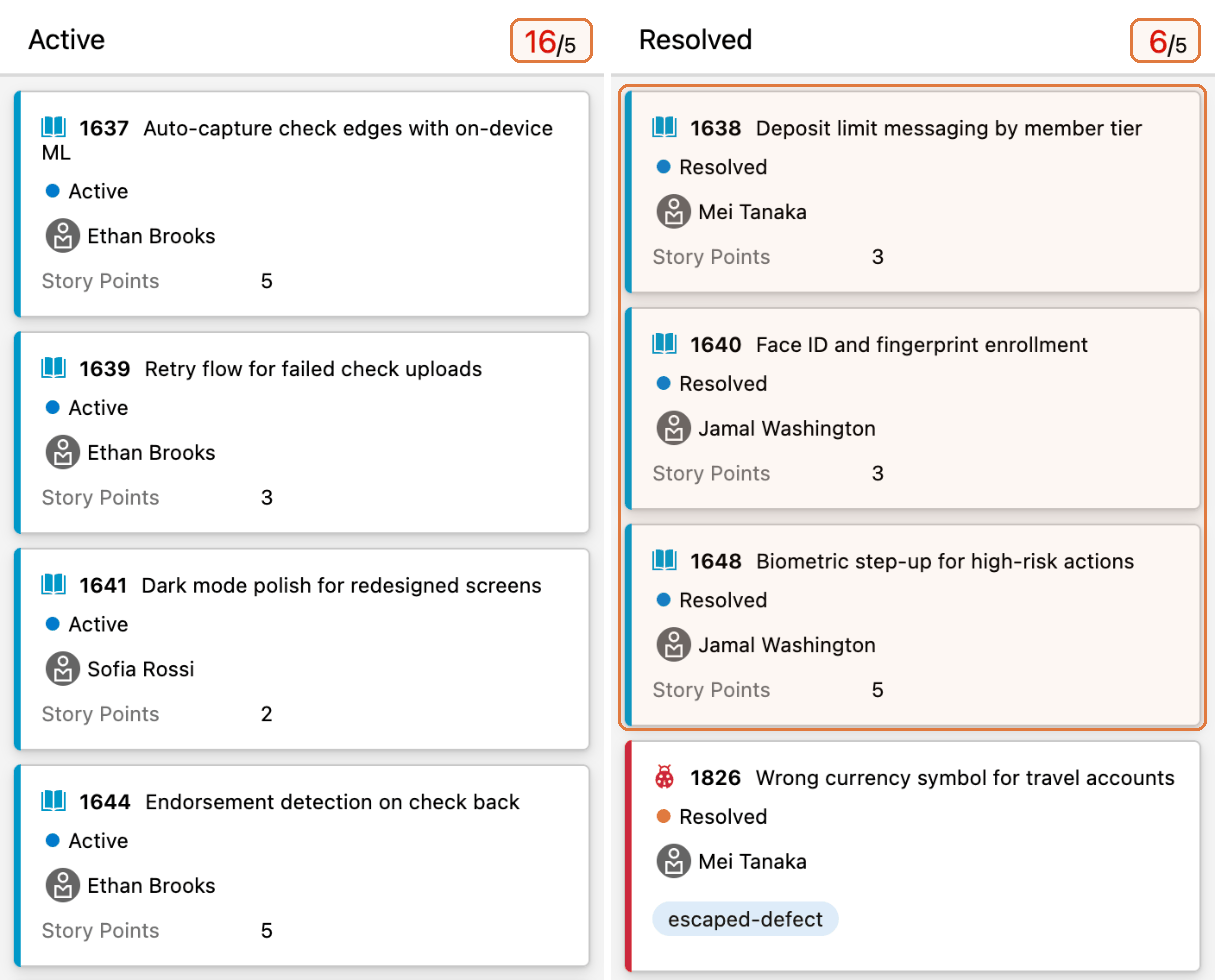 Active
16/5
1637 Auto-capture check edges with on-device
ML
Active
Ethan Brooks
Story Points 5
1639 Retry flow for failed check uploads
Active
Ethan Brooks
Story Points 3
1641 Dark mode polish for redesigned screens
Active
Sofia Rossi
Story Points 2
1644 Endorsement detection on check back
Active
Ethan Brooks
Story Points 5
Resolved
6/5
1638 Deposit limit messaging by member tier
Resolved
Mei Tanaka
Story Points 3
1640 Face ID and fingerprint enrollment
Resolved
Jamal Washington
Story Points 3
1648 Biometric step-up for high-risk actions
Resolved
Jamal Washington
Story Points 5
1826 Wrong currency symbol for travel accounts
Resolved
Mei Tanaka
escaped-defect